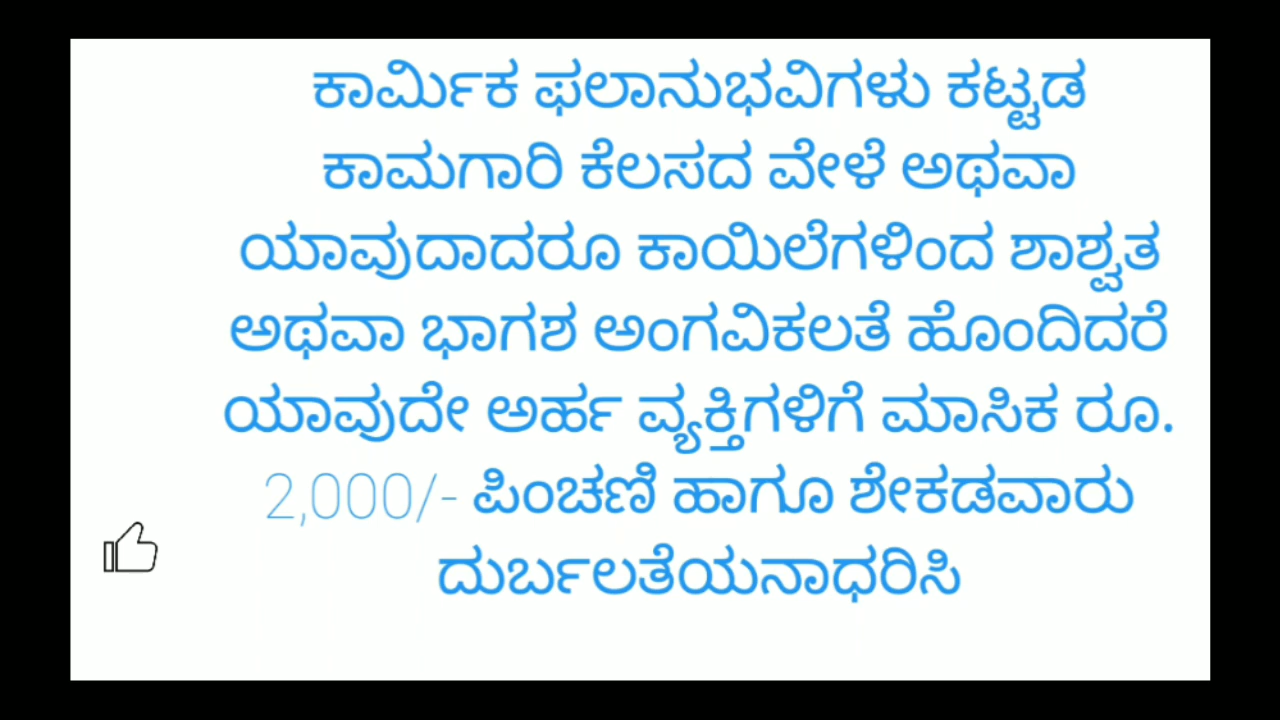 ಕಾರ್ಮಿಕ ಫಲಾನುಭವಿಗಳು ಕಟ್ಟಡ
ಕಾಮಗಾರಿ ಕೆಲಸದ ವೇಳೆ ಅಥವಾ
ಯಾವುದಾದರೂ ಕಾಯಿಲೆಗಳಿಂದ ಶಾಶ್ವತ
ಅಥವಾ ಭಾಗಶ ಅಂಗವಿಕಲತೆ ಹೊಂದಿದರೆ
ಯಾವುದೇ ಅರ್ಹ ವ್ಯಕ್ತಿಗಳಿಗೆ ಮಾಸಿಕ ರೂ.
2,000/- ಪಿಂಚಣಿ ಹಾಗೂ ಶೇಕಡವಾರು
ದುರ್ಬಲತೆಯನಾಧರಿಸಿ